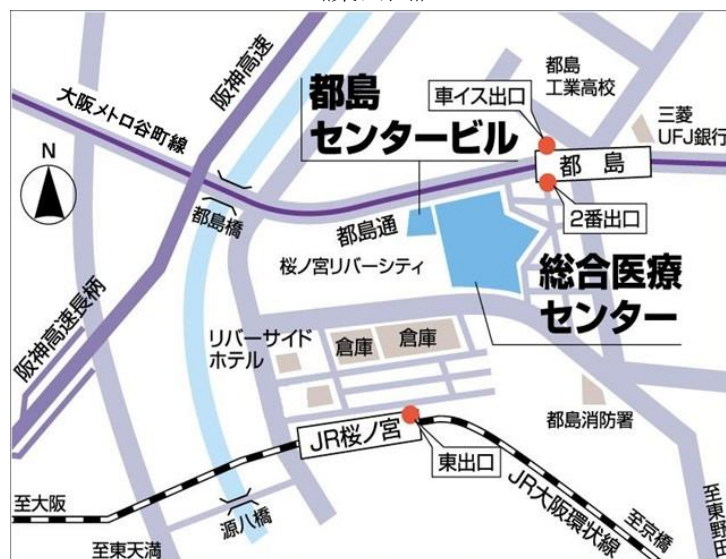 阪神高速
大阪メトロ谷町線
都島
センタービル
都島
工業高校
車イス出口
三菱
UFJ銀行
都島
2番出口
N
都島橋
都島通
桜ノ宮リバーシティ
総合医療
センター
阪神高速長柄
リバーサイド
ホテル
倉庫
倉庫
都島消防署
JR桜ノ宮
東出口
JR大阪環状線
至大阪
源八橋
至東天満
至京橋
至東野田